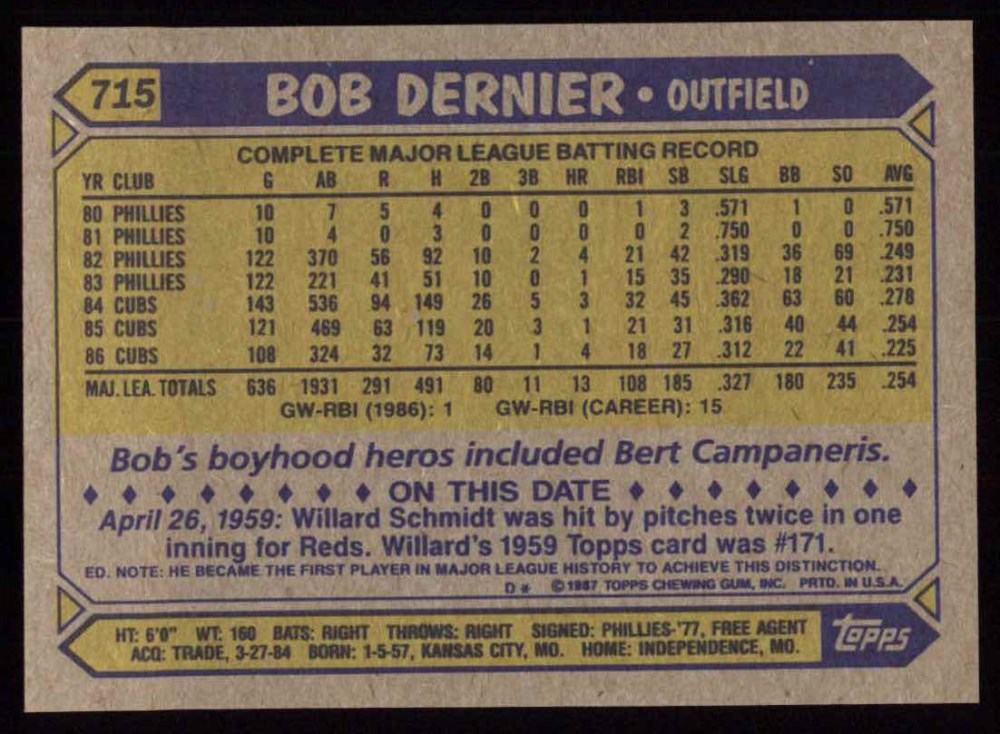 715 BOB DERNIER • OUTFIELD
COMPLETE MAJOR LEAGUE BATTING RECORD
YR CLUB G AB R H 2B 3B HR RBI SB SLG BB SO AVG
80 PHILLIES 10 7 5 4 0 0 0 1 3 .571 1 0 .571
81 PHILLIES 10 4 0 3 0 0 0 0 2 .750 0 0 .750
82 PHILLIES 122 370 56 92 10 2 4 21 42 .319 36 69 .249
83 PHILLIES 122 221 41 51 10 0 1 15 35 .290 18 21 .231
84 CUBS 143 536 94 149 26 5 3 32 45 .362 63 60 .278
85 CUBS 121 469 63 119 20 3 1 21 31 .316 40 44 .254
86 CUBS 108 324 32 73 14 1 4 18 27 .312 22 41 .225
MAJ. LEA. TOTALS 636 1931 291 491 80 11 13 108 185 .327 180 235 .254
GW-RBI (1986): 1 GW-RBI (CAREER): 15
Bob's boyhood heros included Bert Campaneris.
♦ ♦ ♦ ♦ ♦ ♦ ♦ ♦ ON THIS DATE ♦ ♦ ♦ ♦ ♦ ♦ ♦ ♦
April 26, 1959: Willard Schmidt was hit by pitches twice in one
inning for Reds. Willard's 1959 Topps card was #171.
ED. NOTE: HE BECAME THE FIRST PLAYER IN MAJOR LEAGUE HISTORY TO ACHIEVE THIS DISTINCTION.
D* ©1987 TOPPS CHEWING GUM, INC. PRTD. IN U.S.A.
HT: 6'0" WT: 160 BATS: RIGHT THROWS: RIGHT SIGNED: PHILLIES-'77, FREE AGENT
ACQ: TRADE, 3-27-84 BORN: 1-5-57, KANSAS CITY, MO. HOME: INDEPENDENCE, MO.
topps